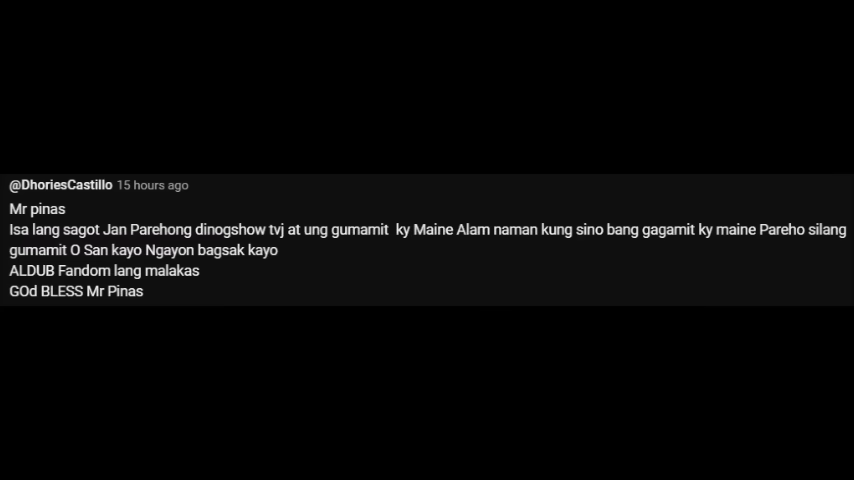 @DhoriesCastillo 15 hours ago
Mr pinas
Isa lang sagot Jan Parehong dinogshow tvj at ung gumamit  ky Maine Alam naman kung sino bang gagamit ky maine Pareho silang
gumamit O San kayo Ngayon bagsak kayo
ALDUB Fandom lang malakas
GOd BLESS Mr Pinas